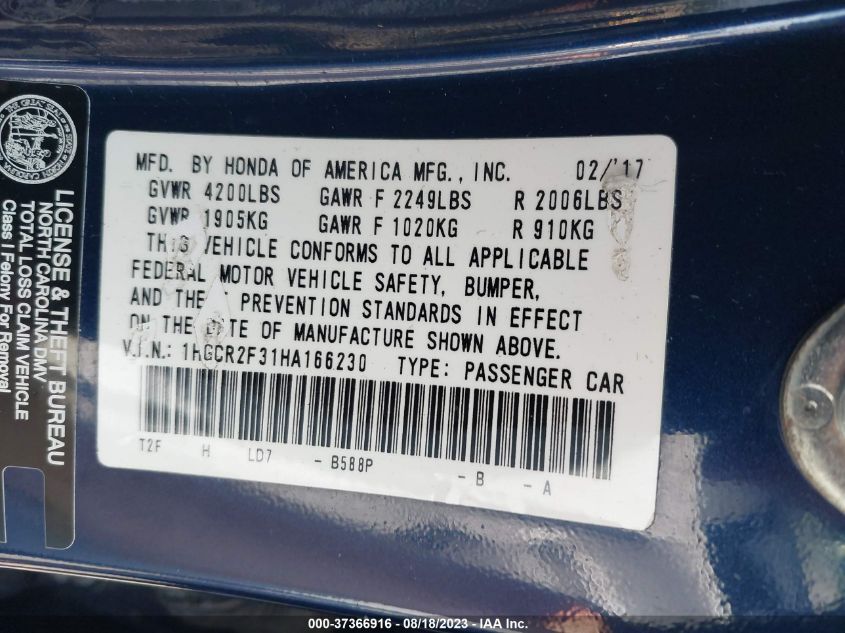 MFD. BY HONDA OF AMERICA MFG., INC. 02/'17
GVWR 4200LBS GAWR F 2249LBS R 2006LBS
GVWR 1905KG GAWR F 1020KG R 910KG
THIS VEHICLE CONFORMS TO ALL APPLICABLE
FEDERAL MOTOR VEHICLE SAFETY, BUMPER,
AND THE PREVENTION STANDARDS IN EFFECT
ON THE DATE OF MANUFACTURE SHOWN ABOVE.
V.I.N.: 1HGCR2F31HA166230 TYPE: PASSENGER CAR
T2F H LD7 - B588P - B - A
LICENSE & THEFT BUREAU
NORTH CAROLINA DMV
TOTAL LOSS CLAIM VEHICLE
Class I Felony For Removal
000-37366916 - 08/18/2023 - IAA Inc.